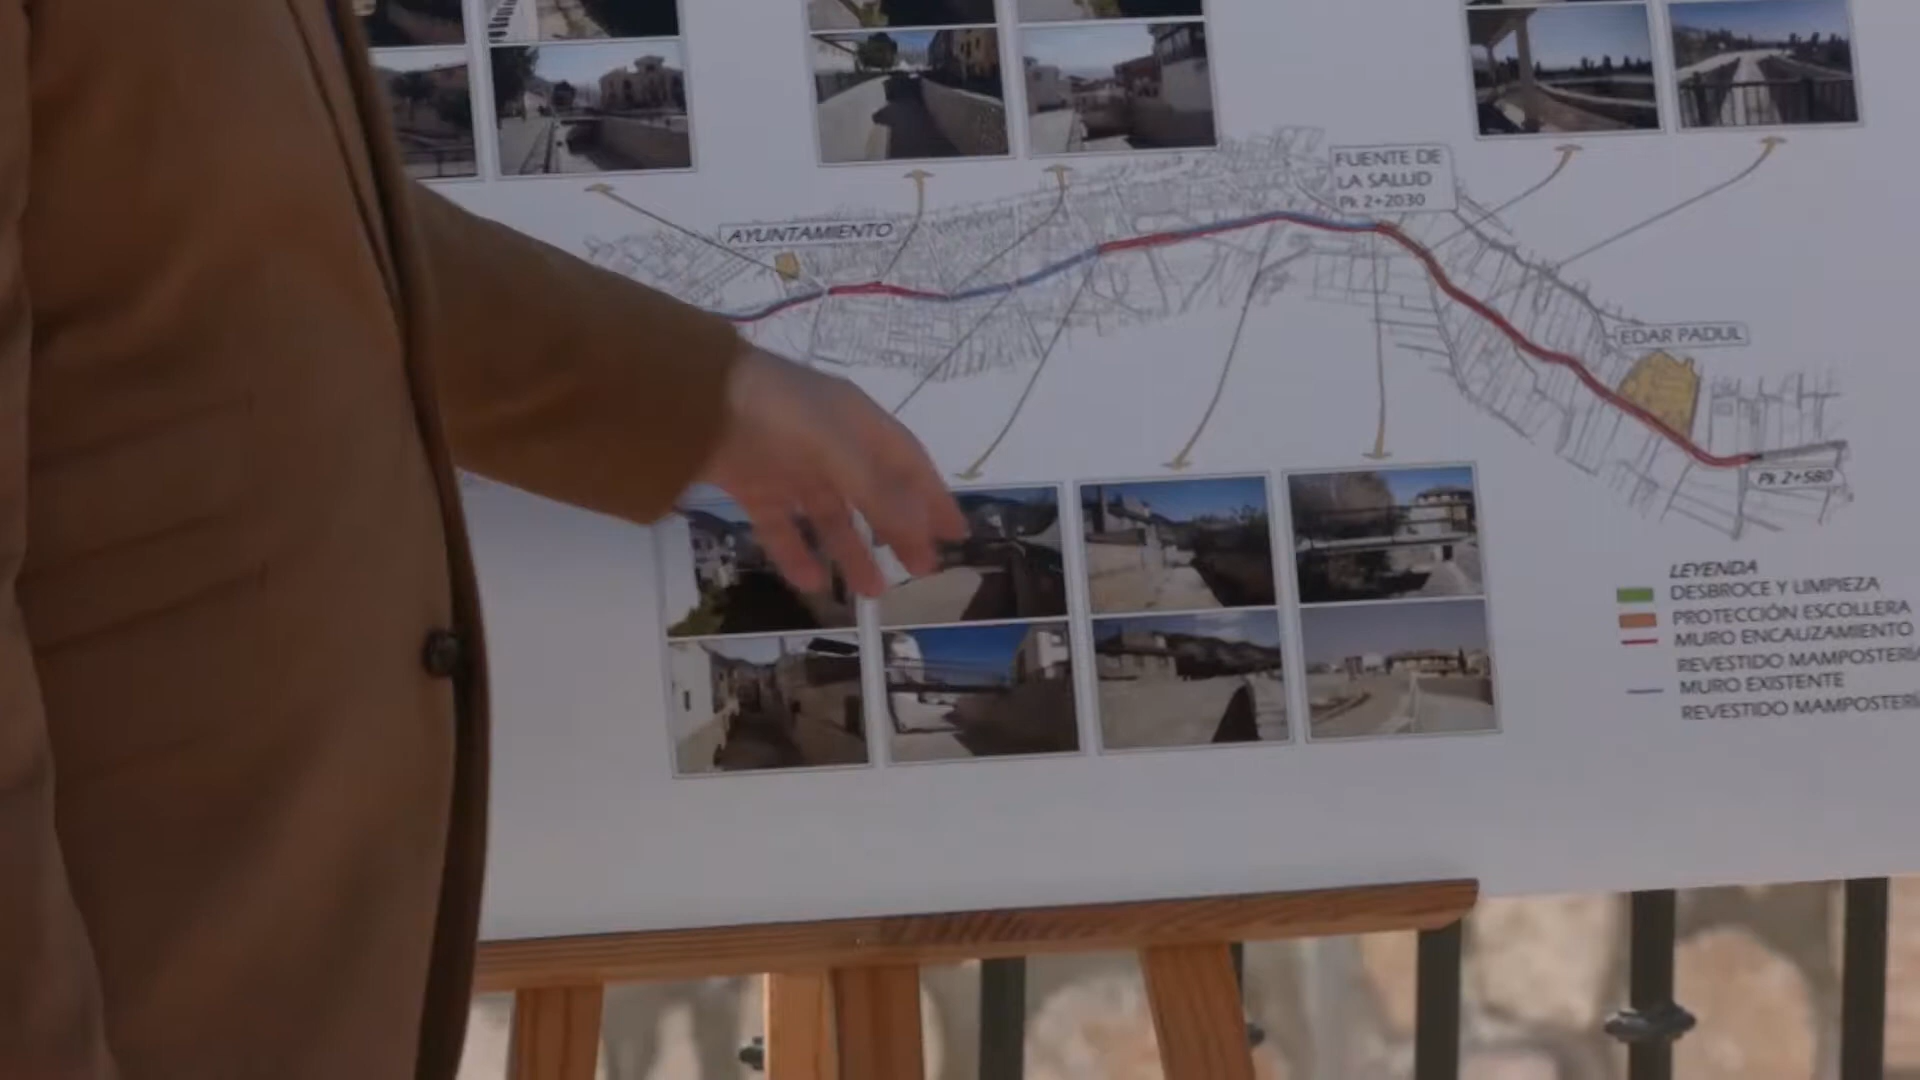 FUENTE DE
LA SALUD
Pk 2+2030
AYUNTAMIENTO
EDAR PADUL
Pk 2+580
LEYENDA
DESBROCE Y LIMPIEZA
PROTECCIÓN ESCOLLERA
MURO ENCAUZAMIENTO
REVESTIDO MAMPOSTERÍA
MURO EXISTENTE
REVESTIDO MAMPOSTERÍA